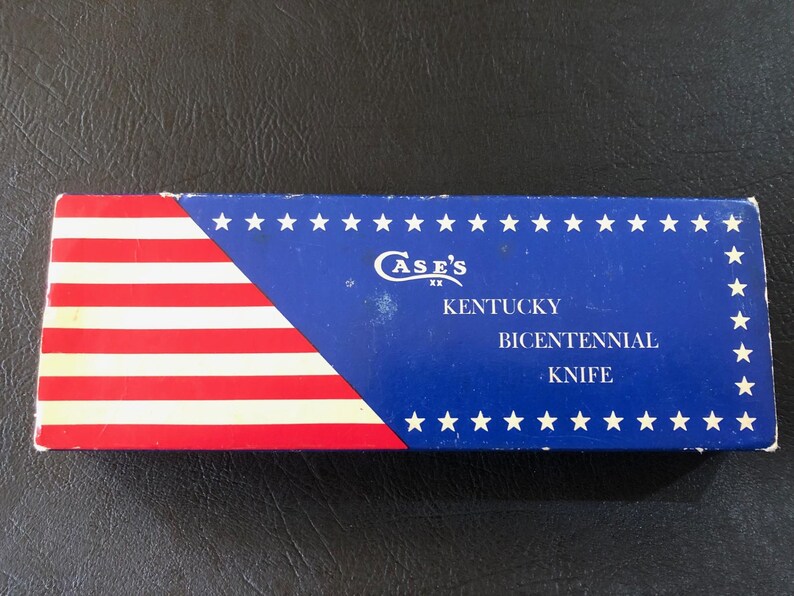 CASE'S
XX
KENTUCKY
BICENTENNIAL
KNIFE